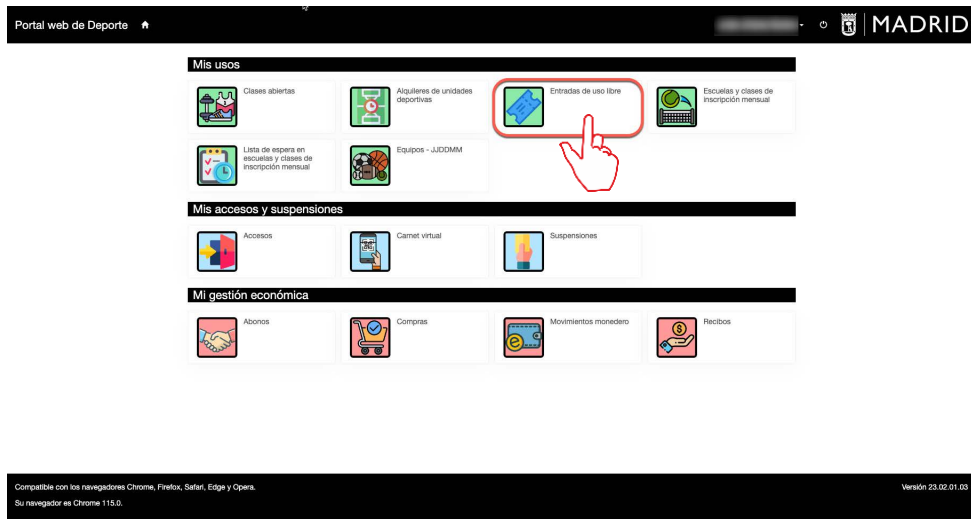 Portal web de Deporte
MADRID
Mis usos
Clases abiertas
Alquileres de unidades
deportivas
Entradas de uso libre
Escuelas y clases de
inscripción mensual
Lista de espera en
escuelas y clases de
inscripción mensual
Equipos - JJDDMM
Mis accesos y suspensiones
Accesos
Carnet virtual
Suspensiones
Mi gestión económica
Abonos
Compras
Movimientos monedero
Recibos
Compatible con los navegadores Chrome, Firefox, Safari, Edge y Opera.
Versión 23.02.01.03
Su navegador es Chrome 115.0.